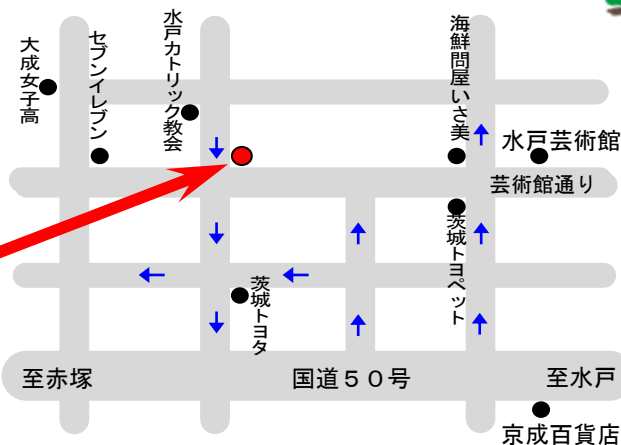 大成女子高
セブンイレブン
水戸カトリック教会
海鮮問屋いさ美
水戸芸術館
芸術館通り
茨城トヨペット
茨城トヨタ
至赤塚
国道５０号
至水戸
京成百貨店